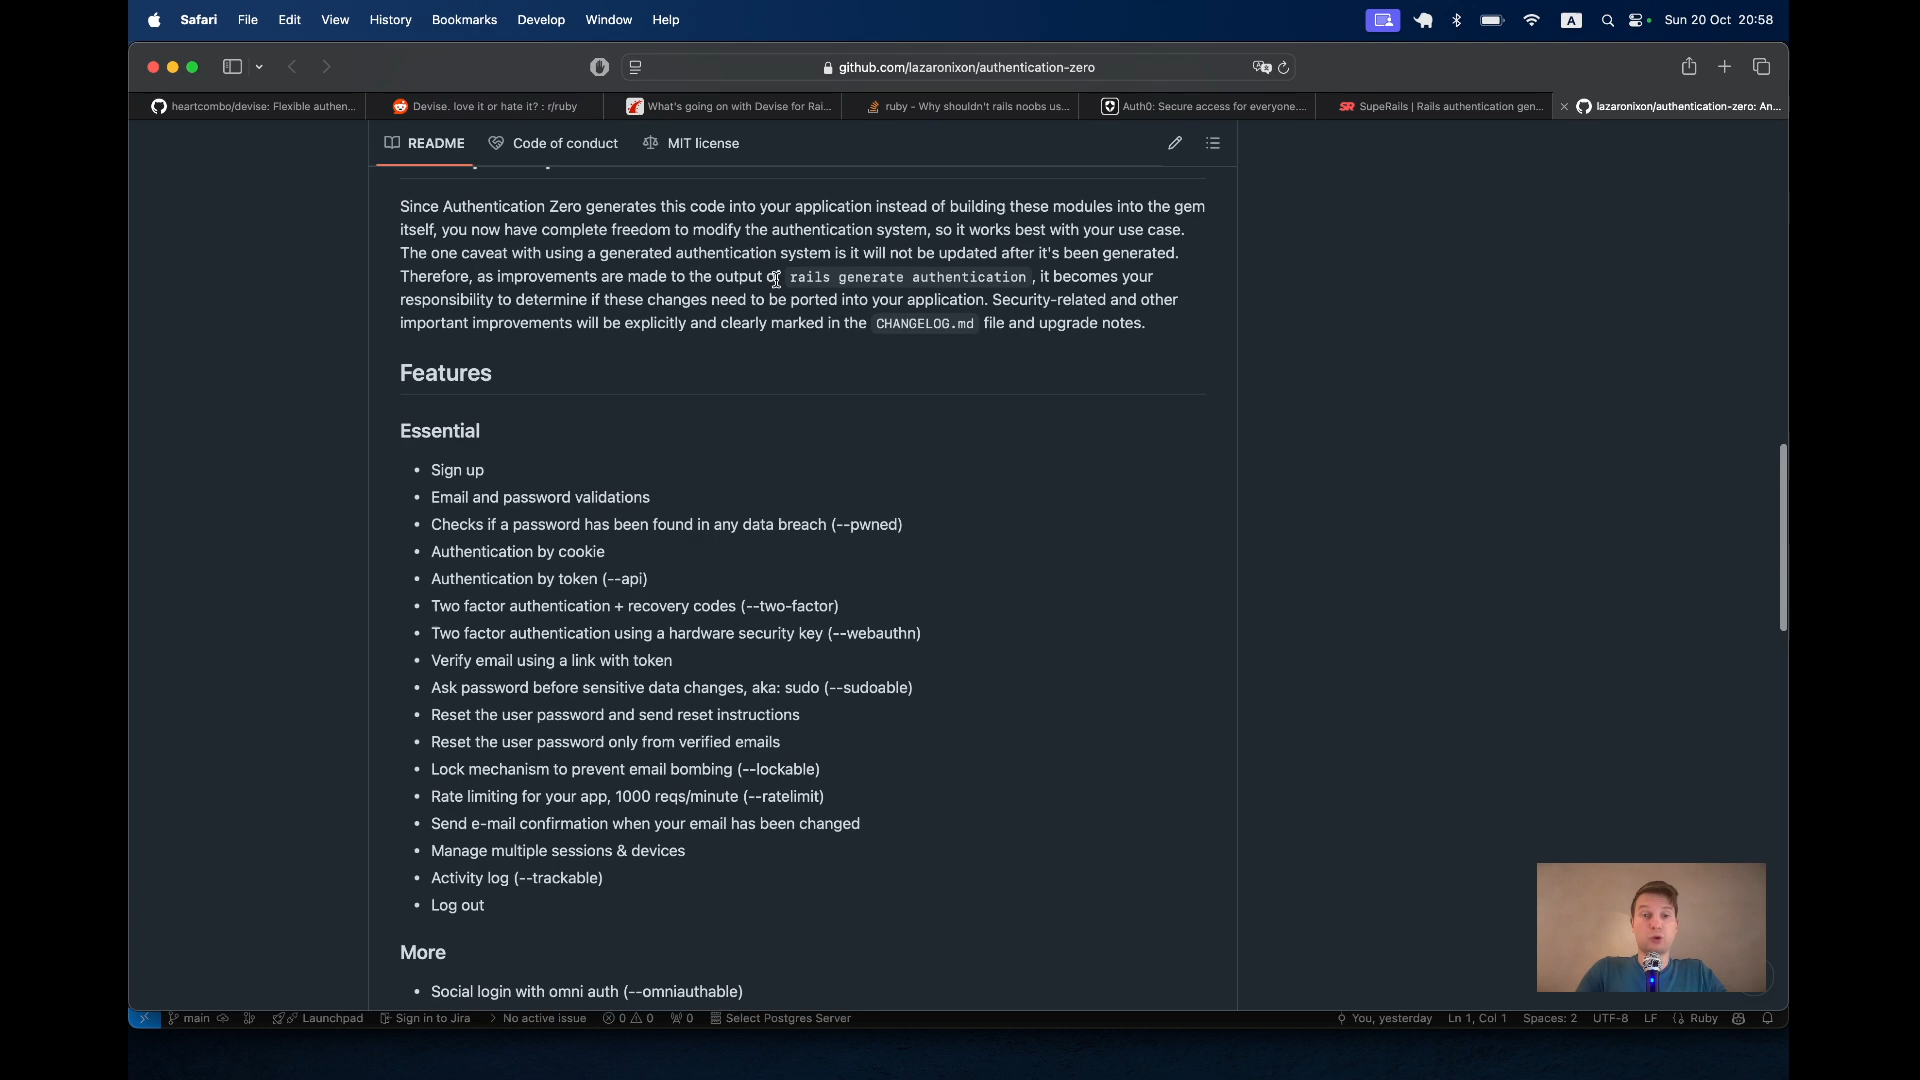 Safari File Edit View History Bookmarks Develop Window Help A Sun 20 Oct 20:58
github.com/lazaronixon/authentication-zero
heartcombo/devise: Flexible authen... Devise. love it or hate it? : r/ruby What's going on with Devise for Rai... ruby - Why shouldn't rails noobs us... Auth0: Secure access for everyone.... SR SupeRails | Rails authentication gen... lazaronixon/authentication-zero: An...
README Code of conduct MIT license
Since Authentication Zero generates this code into your application instead of building these modules into the gem
itself, you now have complete freedom to modify the authentication system, so it works best with your use case.
The one caveat with using a generated authentication system is it will not be updated after it's been generated.
Therefore, as improvements are made to the output of rails generate authentication, it becomes your
responsibility to determine if these changes need to be ported into your application. Security-related and other
important improvements will be explicitly and clearly marked in the CHANGELOG.md file and upgrade notes.
Features
Essential
• Sign up
• Email and password validations
• Checks if a password has been found in any data breach (--pwned)
• Authentication by cookie
• Authentication by token (--api)
• Two factor authentication + recovery codes (--two-factor)
• Two factor authentication using a hardware security key (--webauthn)
• Verify email using a link with token
• Ask password before sensitive data changes, aka: sudo (--sudoable)
• Reset the user password and send reset instructions
• Reset the user password only from verified emails
• Lock mechanism to prevent email bombing (--lockable)
• Rate limiting for your app, 1000 reqs/minute (--ratelimit)
• Send e-mail confirmation when your email has been changed
• Manage multiple sessions & devices
• Activity log (--trackable)
• Log out
More
• Social login with omni auth (--omniauthable)
main Launchpad Sign in to Jira No active issue 0 0 0 Select Postgres Server You, yesterday Ln 1, Col 1 Spaces: 2 UTF-8 LF Ruby